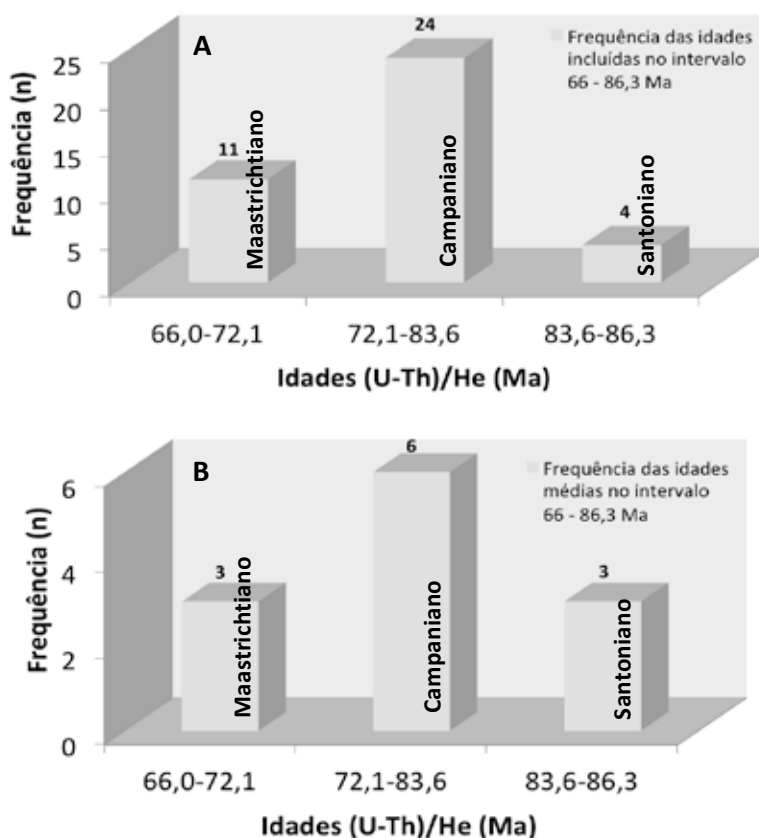 A
24
Frequência das idades
incluídas no intervalo
66 - 86,3 Ma
Frequência (n)
25
20
15
10
5
0
11
4
Maastrichtiano
Campaniano
Santoniano
66,0-72,1
72,1-83,6
83,6-86,3
Idades (U-Th)/He (Ma)
B
6
Frequência das idades
médias no intervalo
66 - 86,3 Ma
Frequência (n)
6
4
2
0
3
3
Maastrichtiano
Campaniano
Santoniano
66,0-72,1
72,1-83,6
83,6-86,3
Idades (U-Th)/He (Ma)